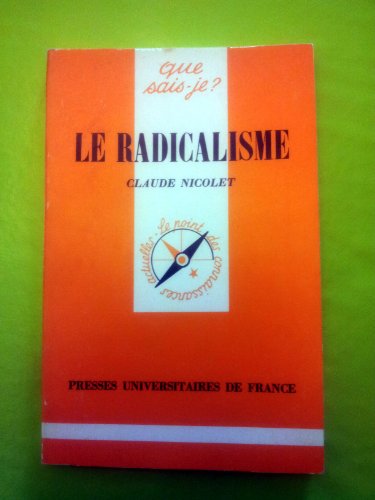 que
sais-je?
LE RADICALISME
CLAUDE NICOLET
Le point des connaissances actuelles
PRESSES UNIVERSITAIRES DE FRANCE